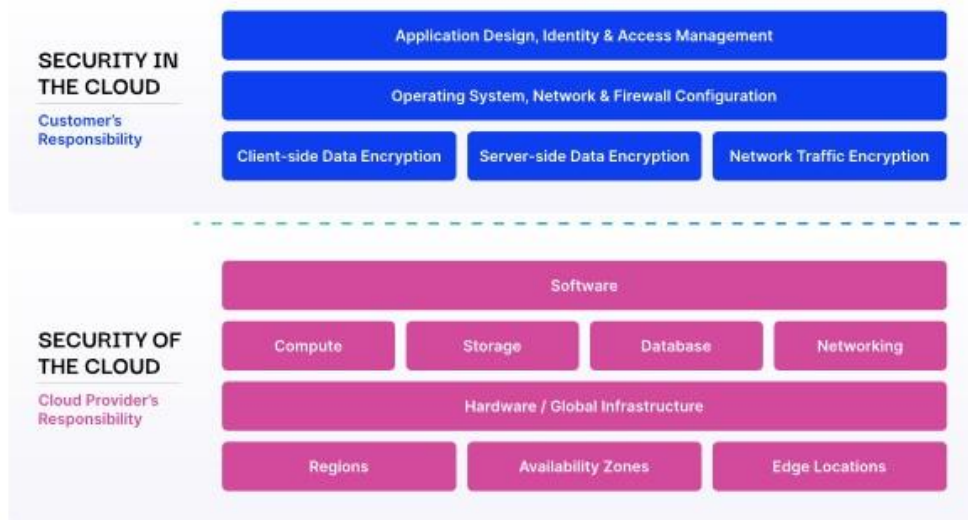 SECURITY IN
THE CLOUD
Customer's
Responsibility
Application Design, Identity & Access Management
Operating System, Network & Firewall Configuration
Client-side Data Encryption
Server-side Data Encryption
Network Traffic Encryption
SECURITY OF
THE CLOUD
Cloud Provider's
Responsibility
Software
Compute
Storage
Database
Networking
Hardware / Global Infrastructure
Regions
Availability Zones
Edge Locations